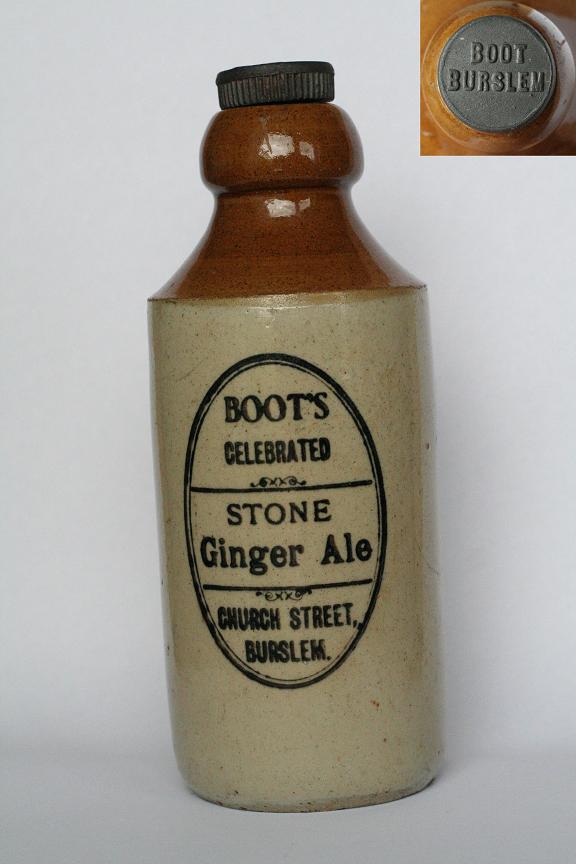 BOOT
BURSLEM
BOOT'S
CELEBRATED
STONE
Ginger Ale
CHURCH STREET,
BURSLEM.